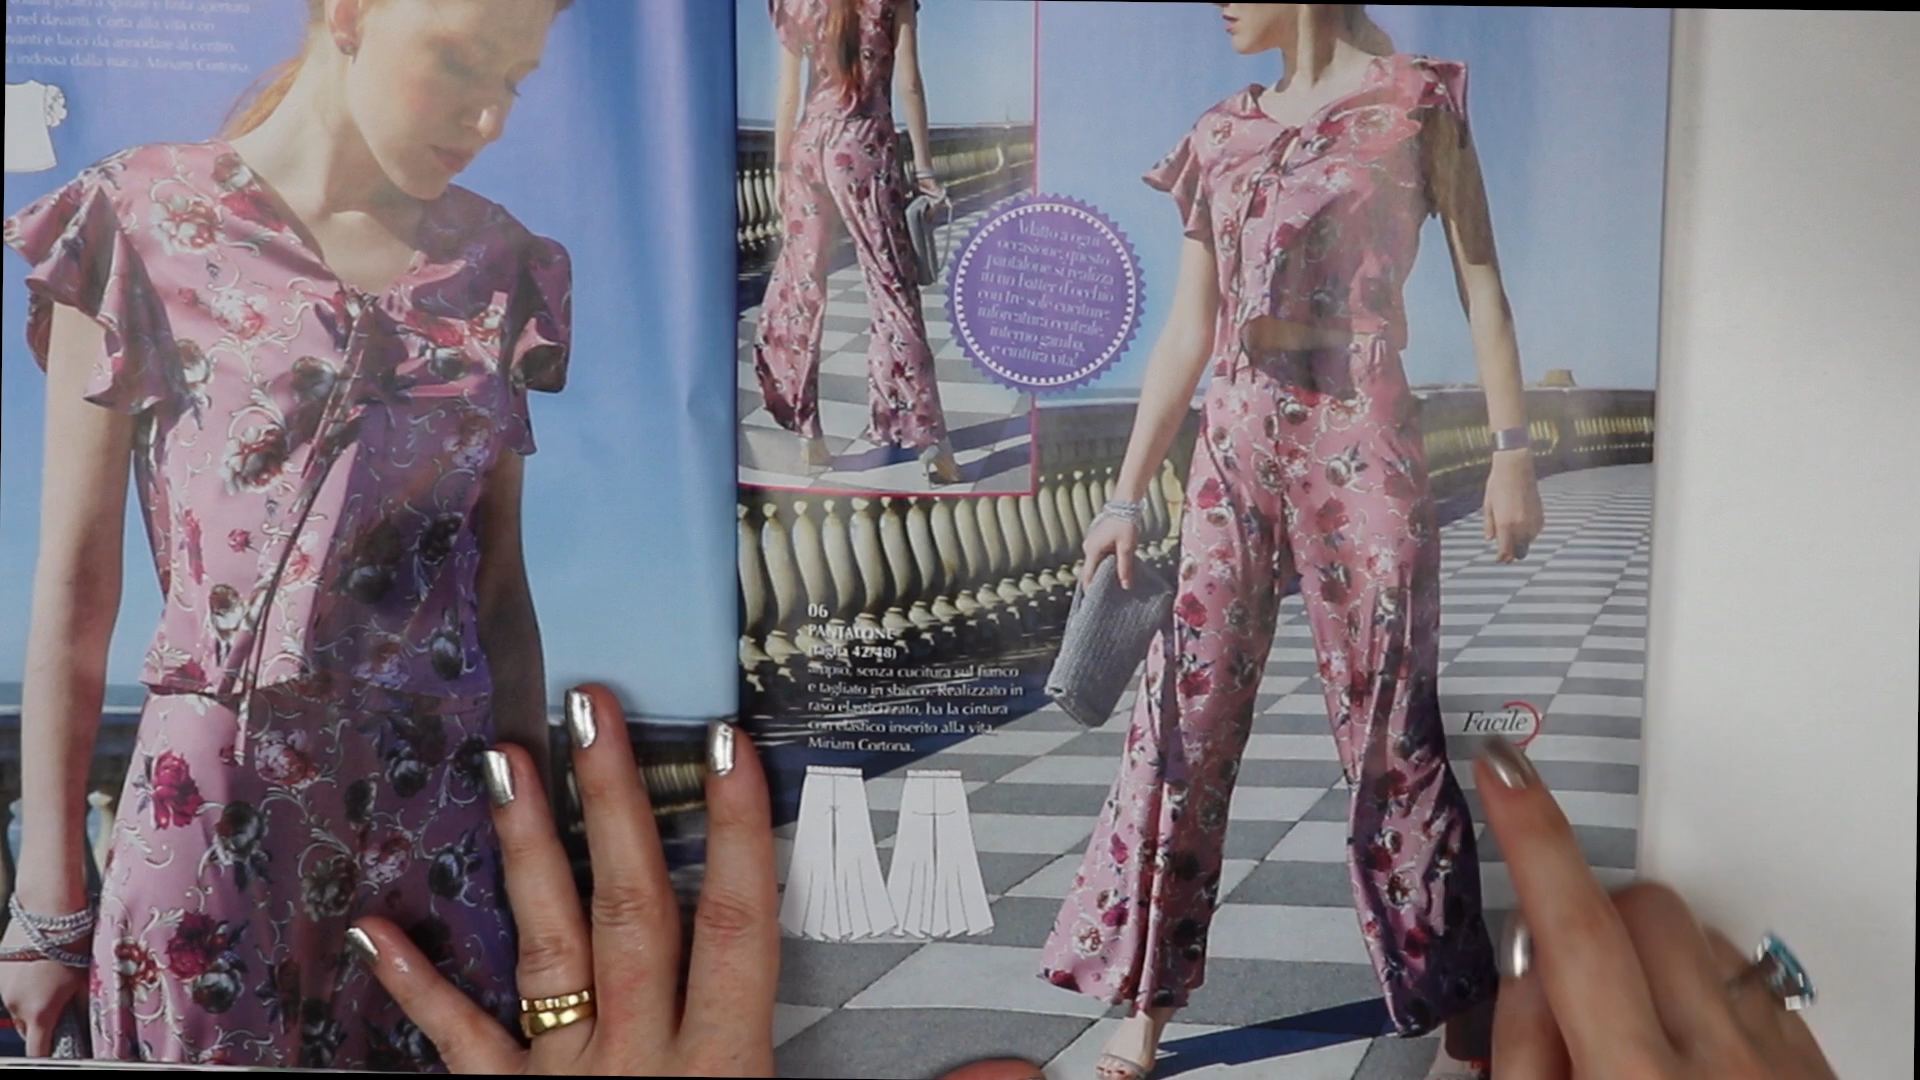 nel davanti. Corta alla vita con
davanti e lacci da annodare al centro.
si indossa dalla nuca. Miriam Cortona.
Adatto a ogni
occasione, questo
pantalone si realizza
in un batter d'occhio
con tre sole cuciture:
inforcatura centrale,
interno gamba,
e cintura vita!
06
PANTALONE
(taglia 42/48)
Ampio, senza cucitura sul fianco
e tagliato in sbieco. Realizzato in
raso elasticizzato, ha la cintura
con elastico inserito alla vita.
Miriam Cortona.
Facile